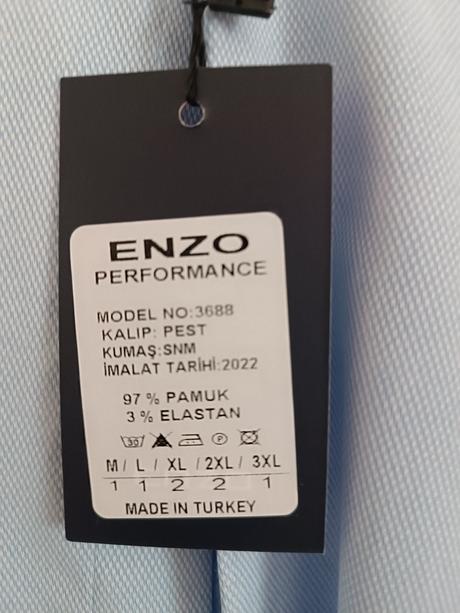 ENZO
PERFORMANCE
MODEL NO:3688
KALIP: PEST
KUMAŞ:SNM
İMALAT TARİHİ:2022
97 % PAMUK
3 % ELASTAN
30 P
M / L / XL / 2XL / 3XL
1 1 2 2 1
MADE IN TURKEY